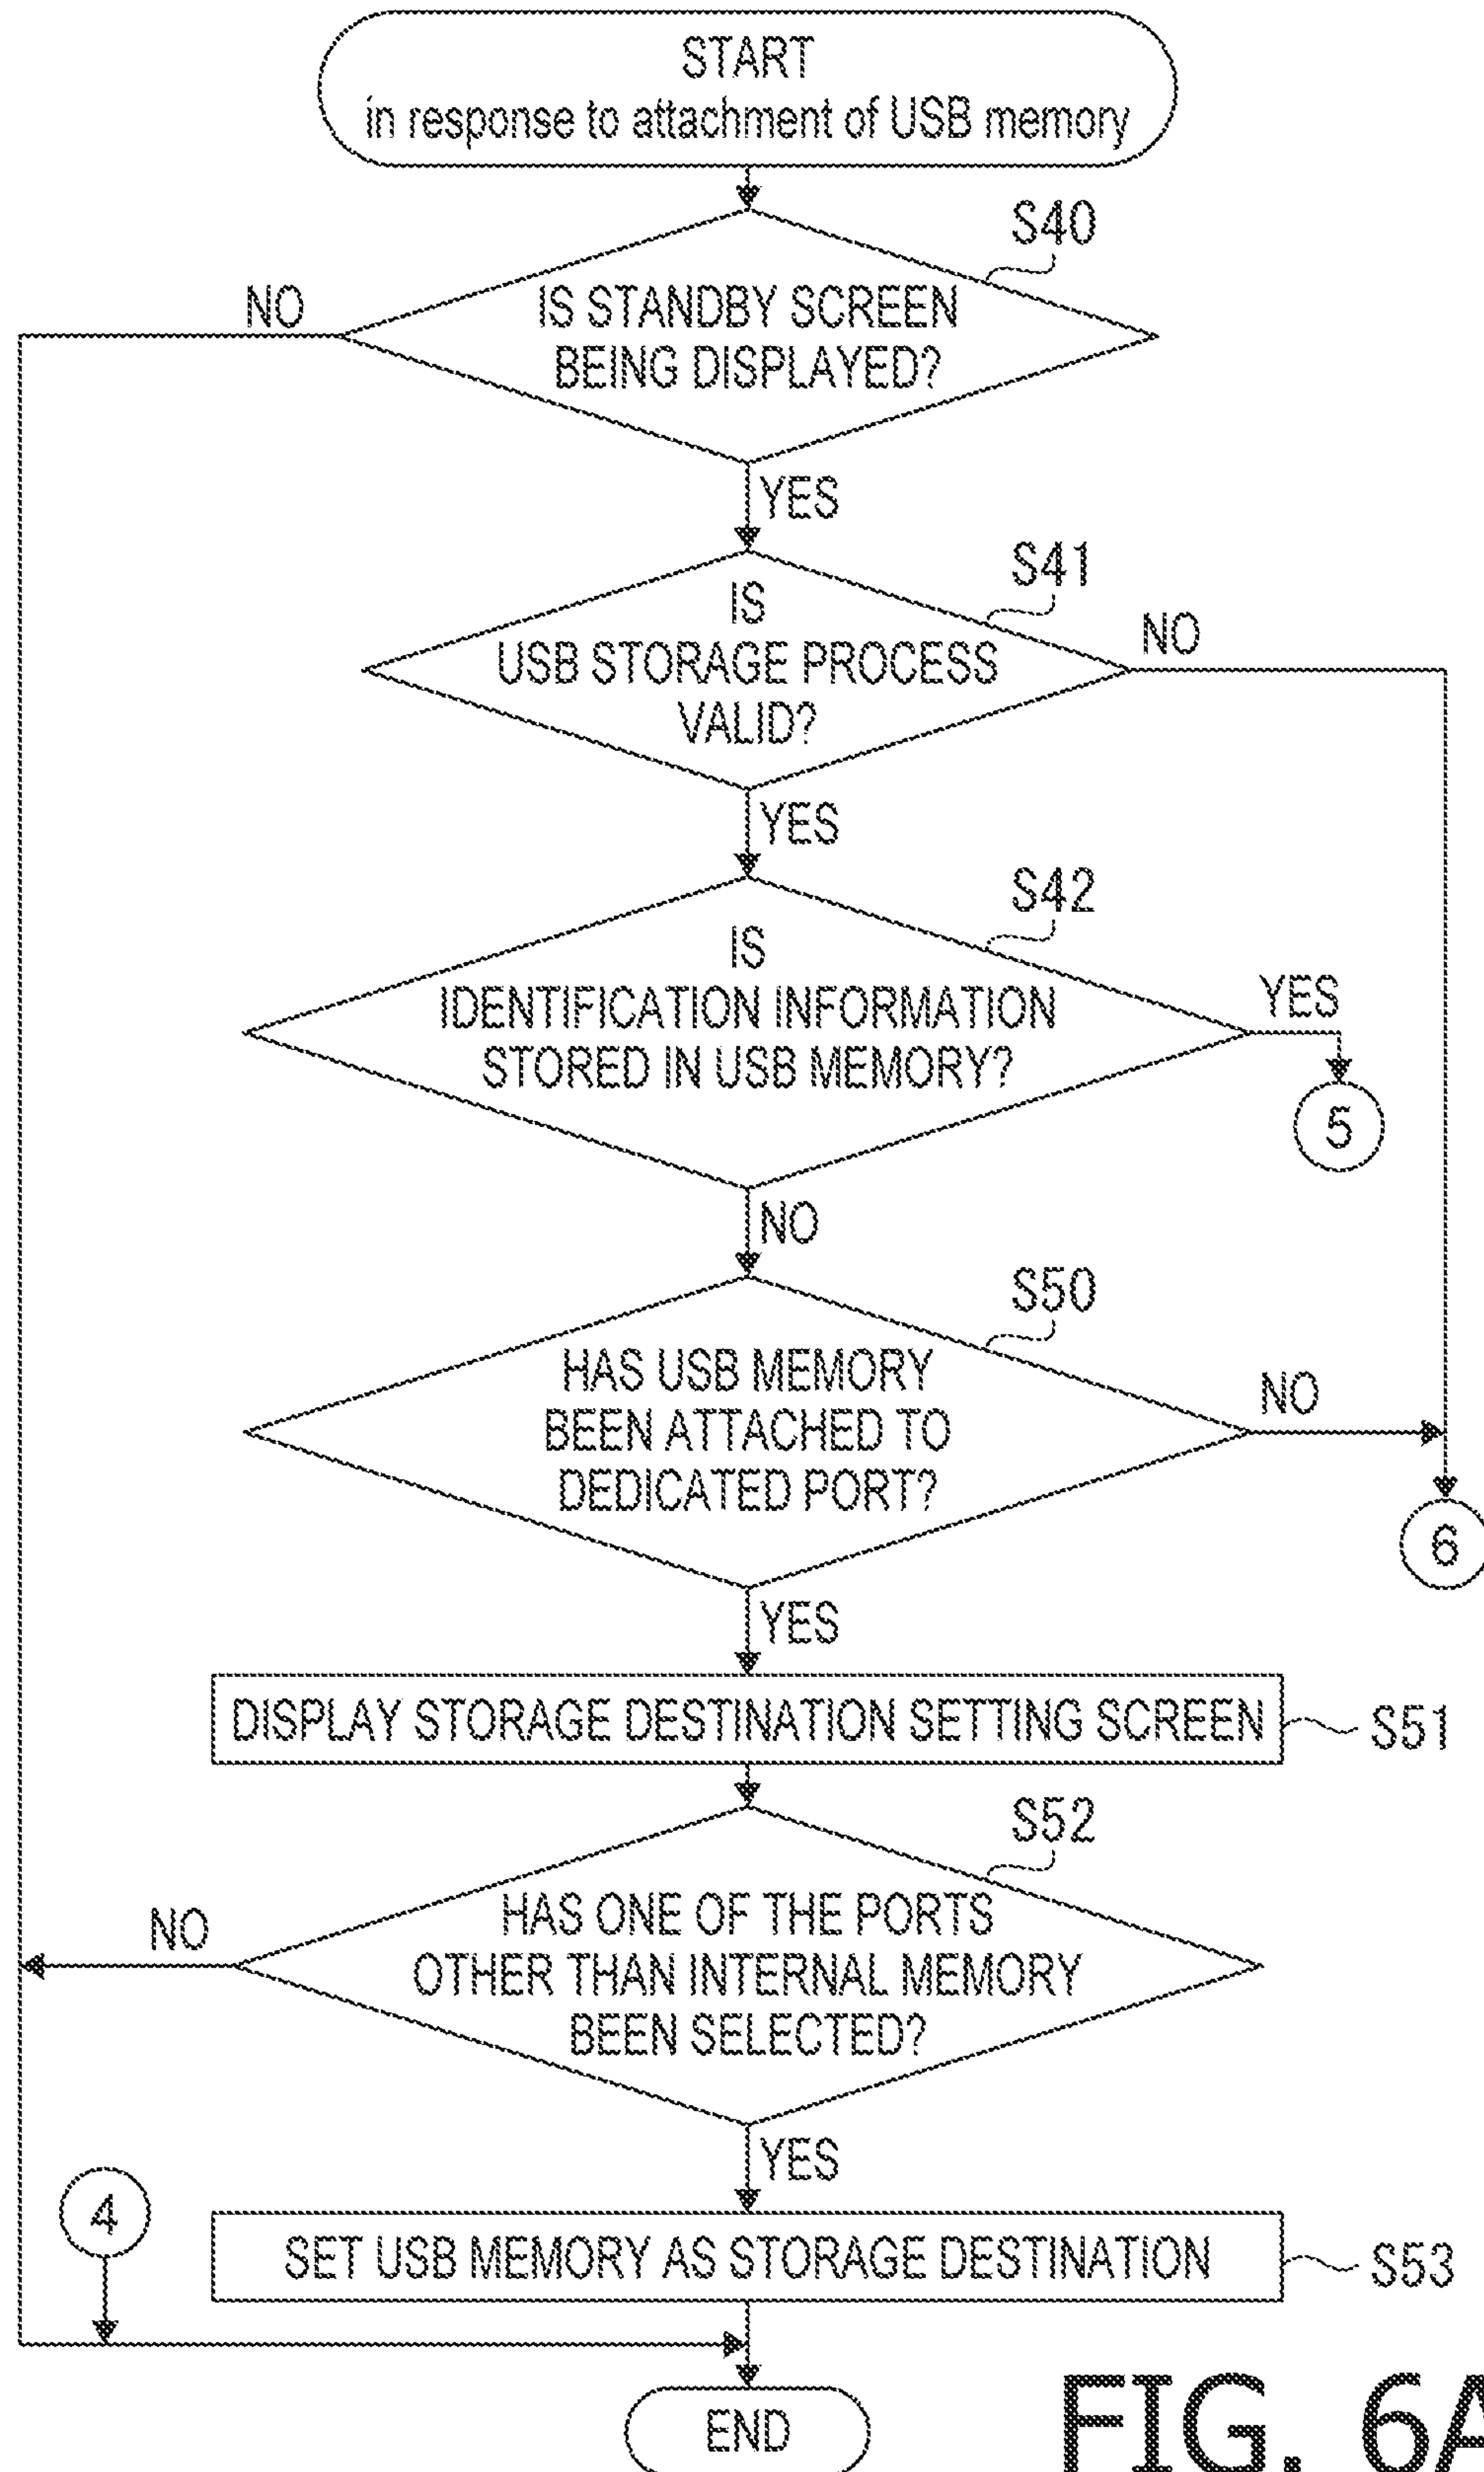 START
in response to attachment of USB memory
S40
NO
IS STANDBY SCREEN
BEING DISPLAYED?
YES
S41
IS
USB STORAGE PROCESS
VALID?
NO
YES
S42
IS
IDENTIFICATION INFORMATION
STORED IN USB MEMORY?
YES
5
NO
S50
HAS USB MEMORY
BEEN ATTACHED TO
DEDICATED PORT?
NO
6
YES
DISPLAY STORAGE DESTINATION SETTING SCREEN
S51
S52
HAS ONE OF THE PORTS
OTHER THAN INTERNAL MEMORY
BEEN SELECTED?
NO
YES
4
SET USB MEMORY AS STORAGE DESTINATION
S53
END
FIG. 6A